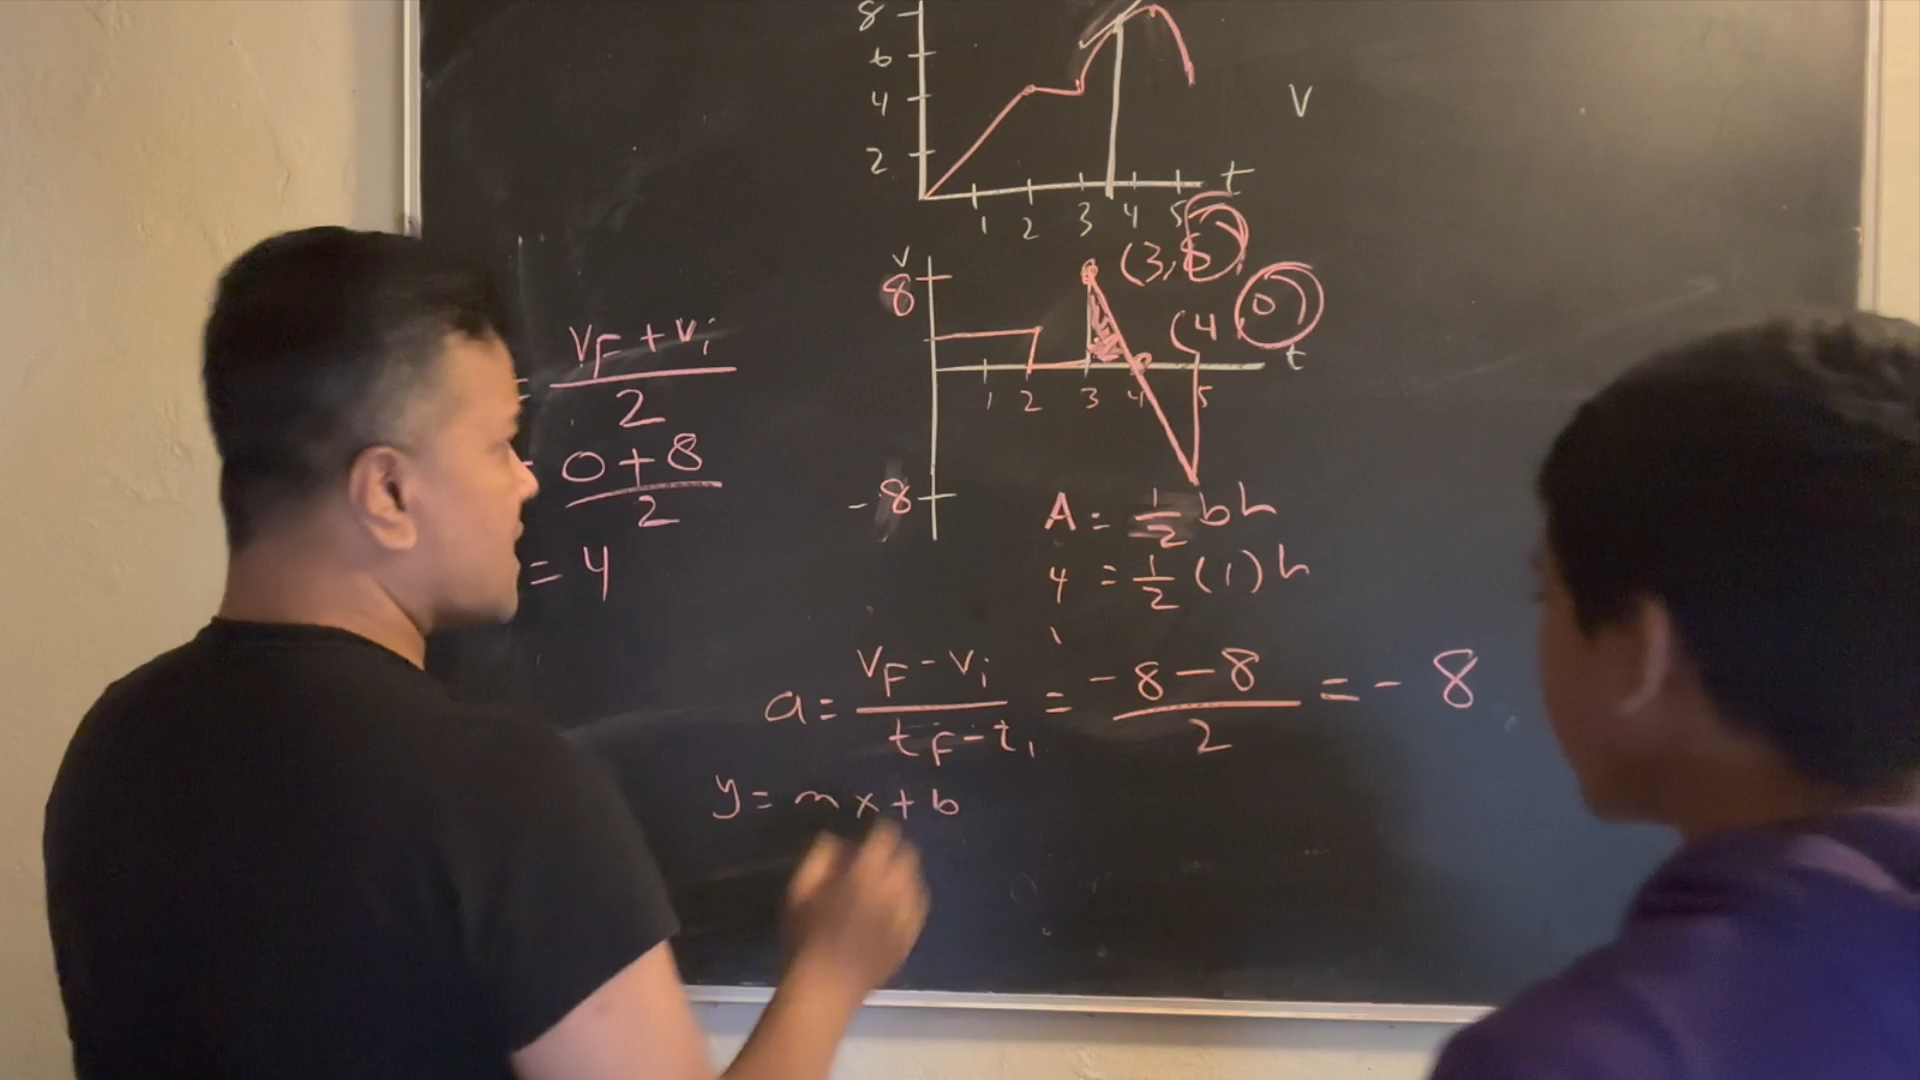 8
6
4
2
V
t
1 2 3 4 5
v
8
(3,8)
(4,0)
t
1 2 3 4 5
-8
= vF + vi / 2
= 0 + 8 / 2
= 4
A = 1/2 bh
4 = 1/2 (1) h
a = vF - vi / tF - ti = -8 - 8 / 2 = -8
y = mx + b